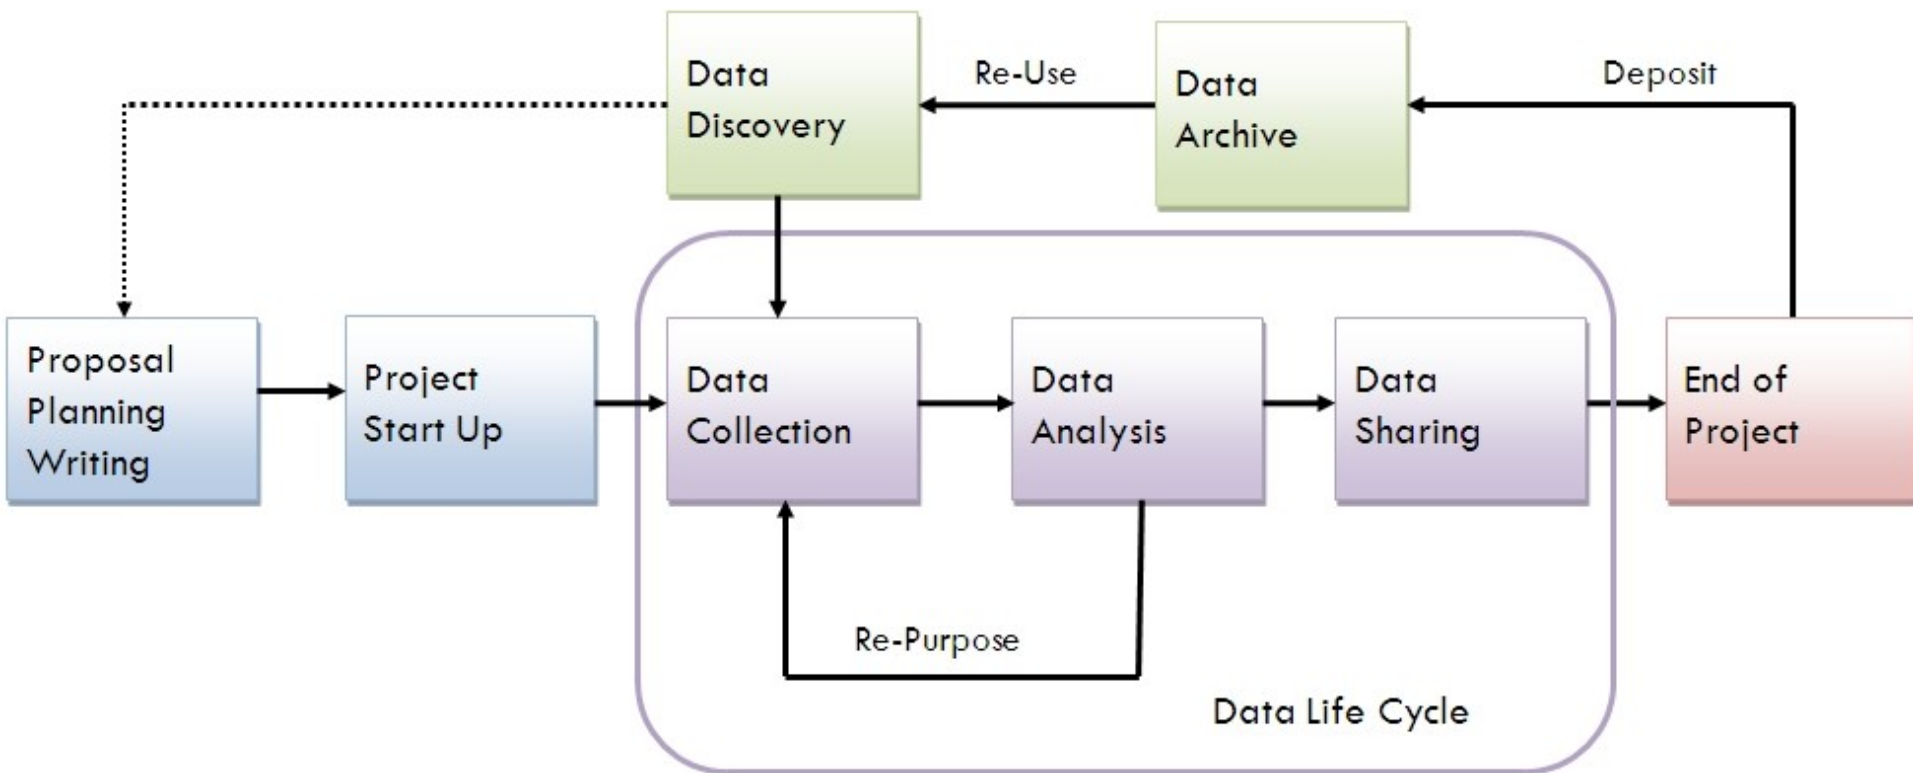 Data
Discovery
Re-Use
Data
Archive
Deposit
Proposal
Planning
Writing
Project
Start Up
Data
Collection
Data
Analysis
Data
Sharing
End of
Project
Re-Purpose
Data Life Cycle